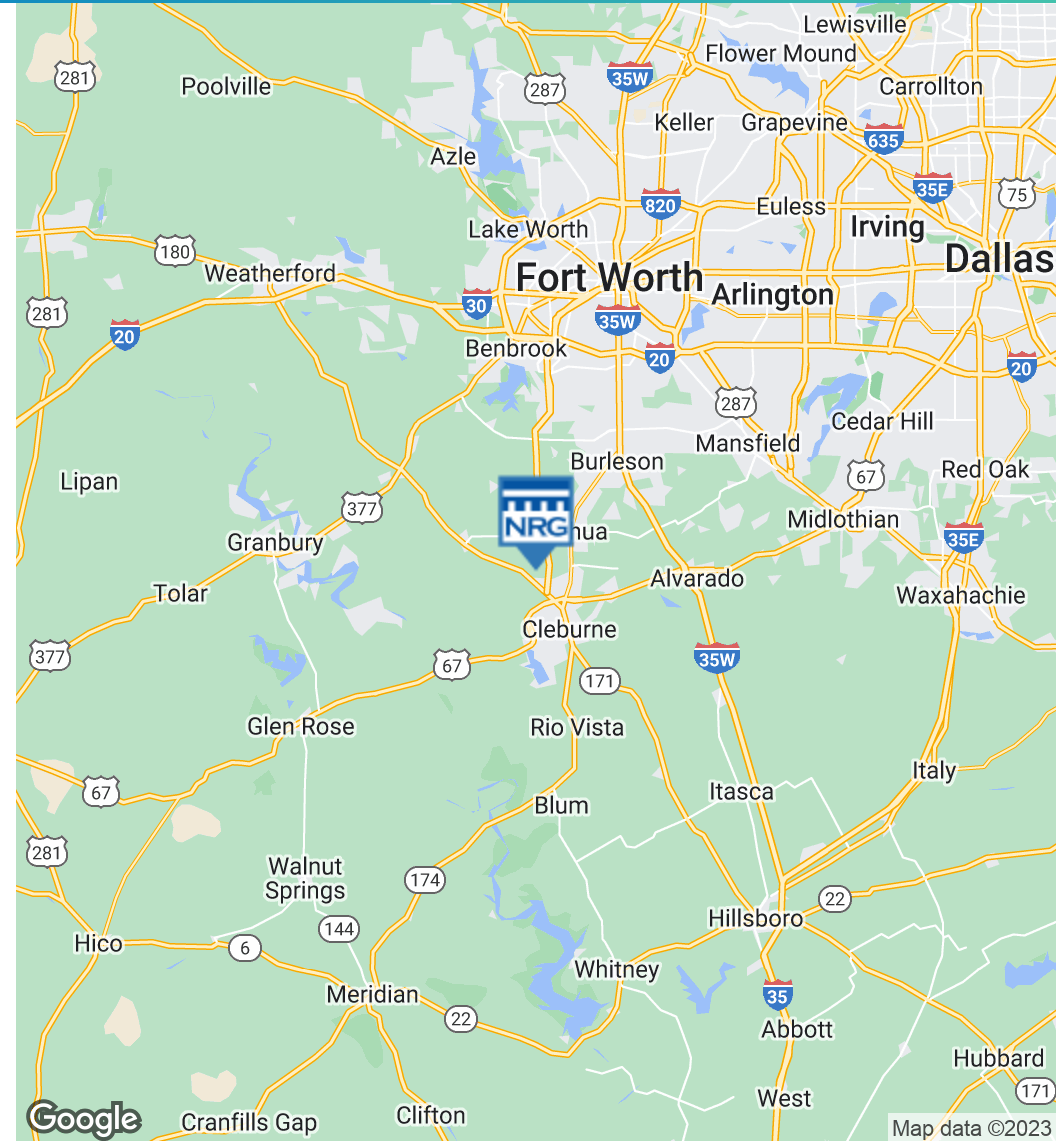 Lewisville
Flower Mound
35W
281
287
Poolville
Carrollton
Keller
Grapevine
635
Azle
35E
75
820
Euless
Lake Worth
Irving
180
Weatherford
Dallas
Fort Worth
Arlington
30
281
35W
20
Benbrook
20
20
287
Cedar Hill
Mansfield
Burleson
Red Oak
67
Lipan
377
NRG
hua
Midlothian
35E
Granbury
Alvarado
Tolar
Waxahachie
Cleburne
377
35W
67
171
Glen Rose
Rio Vista
Italy
67
Itasca
Blum
281
Walnut
Springs
174
22
Hillsboro
144
Hico
6
Whitney
Meridian
35
22
Abbott
Hubbard
171
West
Google
Cranfills Gap
Clifton
Map data ©2023